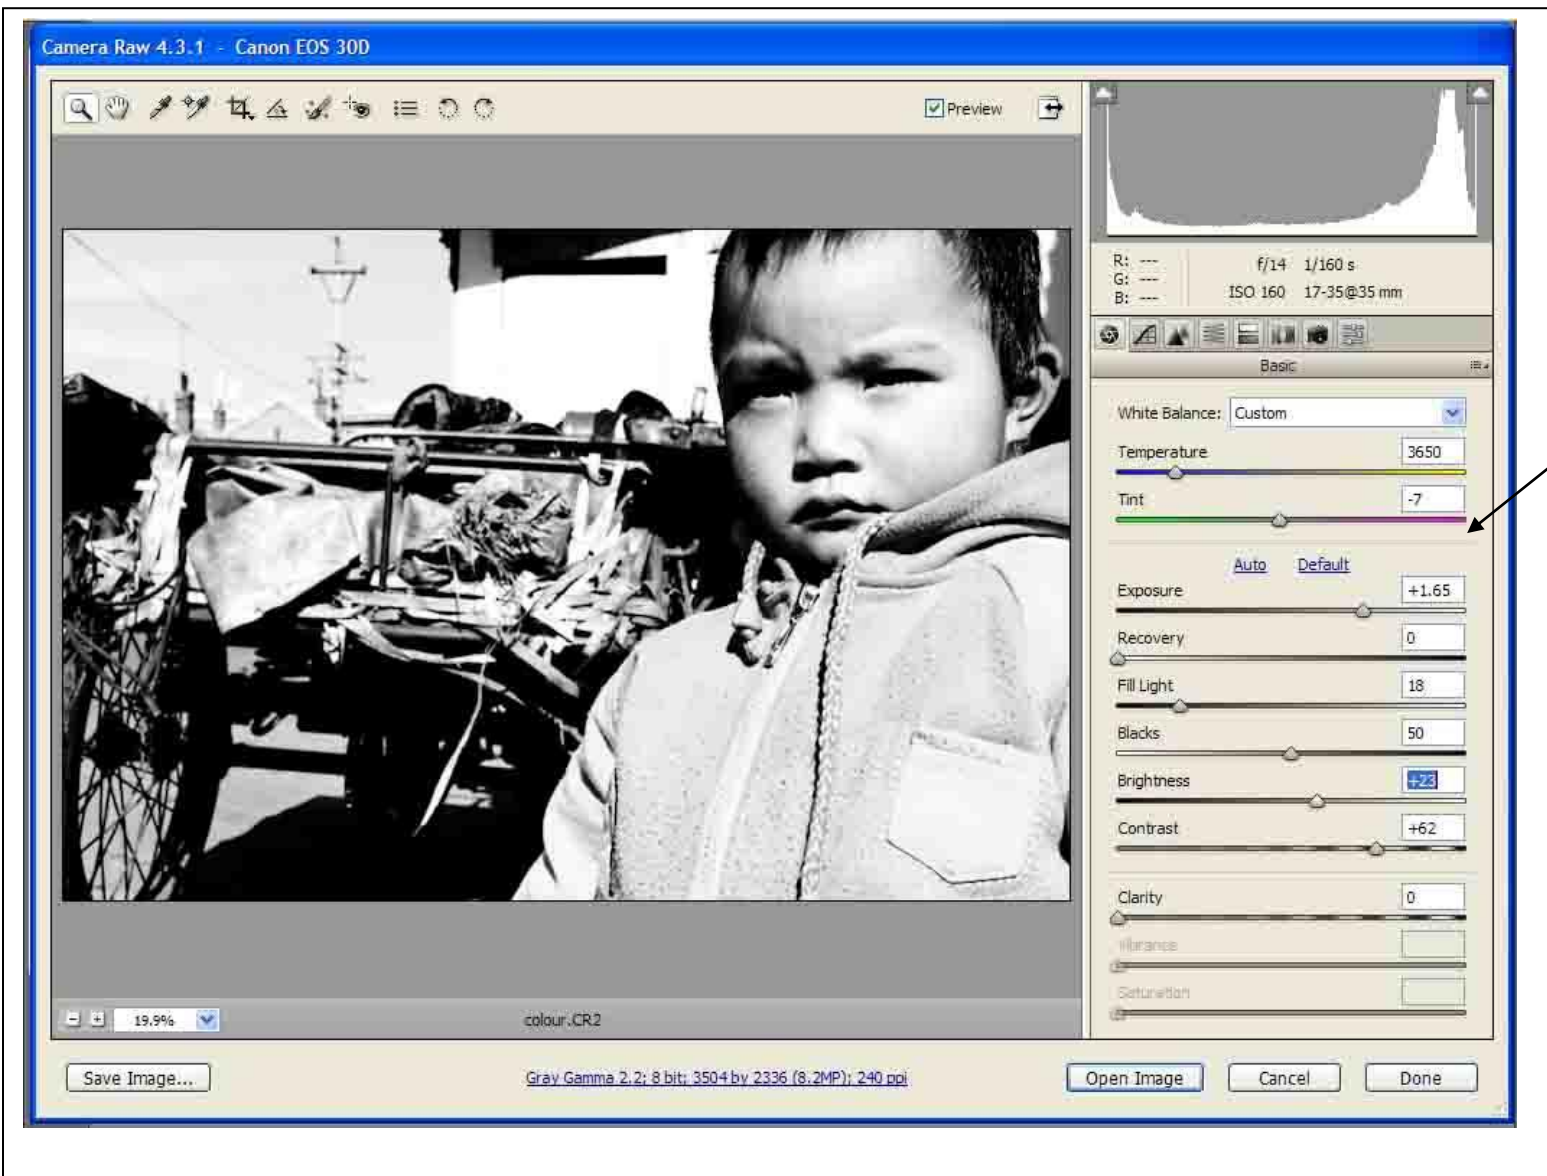 Camera Raw 4.3.1 - Canon EOS 30D
Preview
R: ---
G: ---
B: ---
f/14 1/160 s
ISO 160 17-35@35 mm
Basic
White Balance: Custom
Temperature 3650
Tint -7
Auto Default
Exposure +1.65
Recovery 0
Fill Light 18
Blacks 50
Brightness +23
Contrast +62
Clarity 0
Vibrance
Saturation
19.9% colour.CR2
Save Image... Gray Gamma 2.2; 8 bit; 3504 by 2336 (8.2MP); 240 ppi Open Image Cancel Done